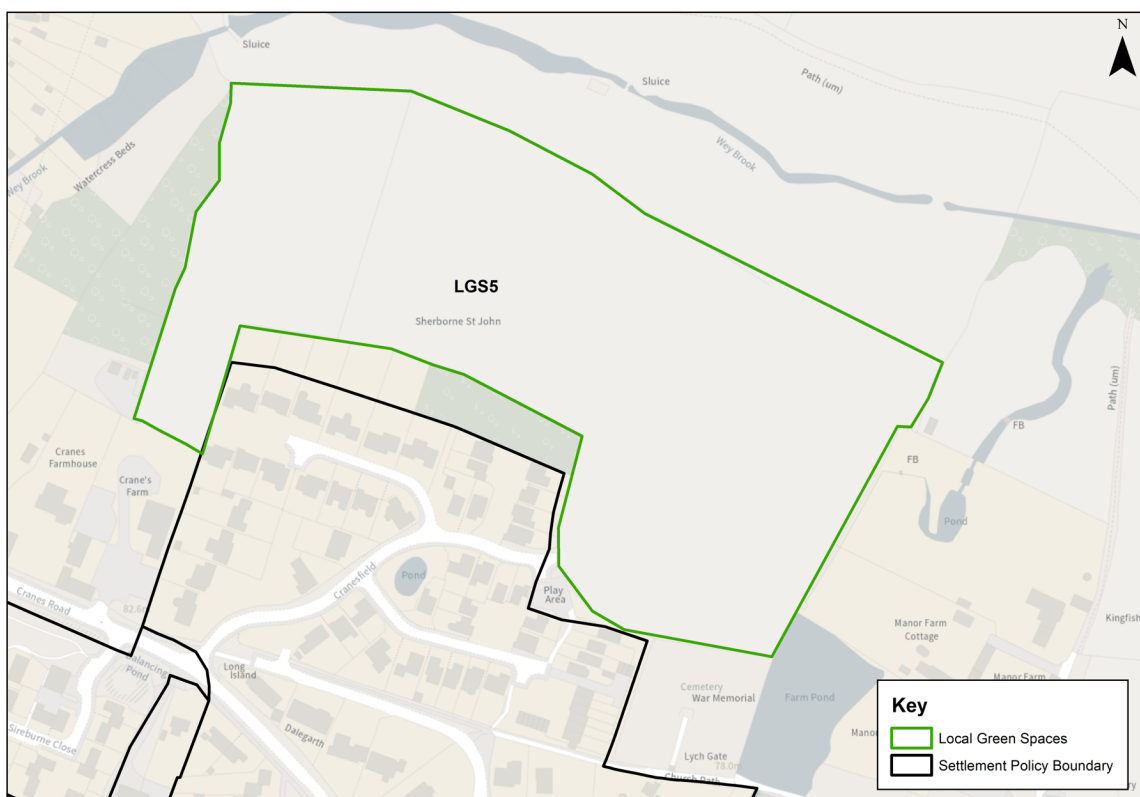 N
Sluice
Sluice
Path (um)
Wey Brook
Watercress Beds
Wey Brook
LGS5
Sherborne St John
Path (um)
FB
FB
Pond
Cranes
Farmhouse
Crane's
Farm
Pond
Cranesfield
Play
Area
Cranes Road
82.6m
Balancing
Pond
Long
Island
Dalegarth
Sireburne Close
Cemetery
War Memorial
Farm Pond
Lych Gate
78.0m
Church Path
Manor Farm
Cottage
Kingfish
Manor Farm
Key
Local Green Spaces
Settlement Policy Boundary